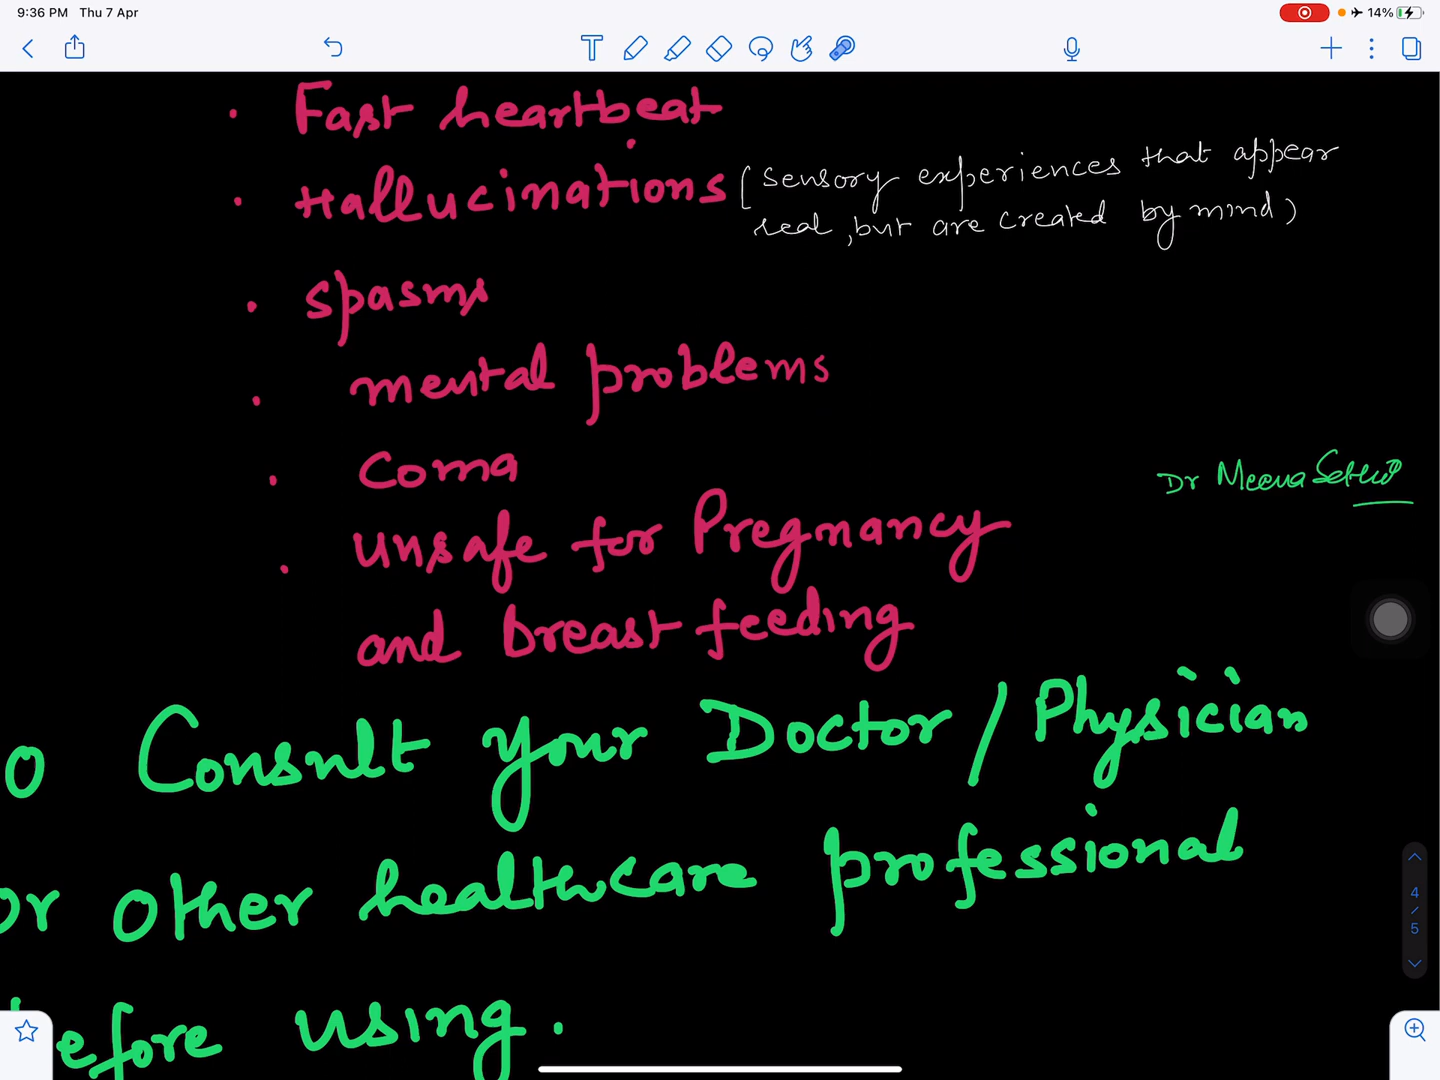 9:36 PM Thu 7 Apr
14%
• Fast heartbeat
• Hallucinations (sensory experiences that appear
real, but are created by mind)
• spasms
• mental problems
• Coma
Dr Meena Sethi
• unsafe for Pregnancy
and breast feeding
o Consult your Doctor / Physician
or other healthcare professional
before using.
4
/
5